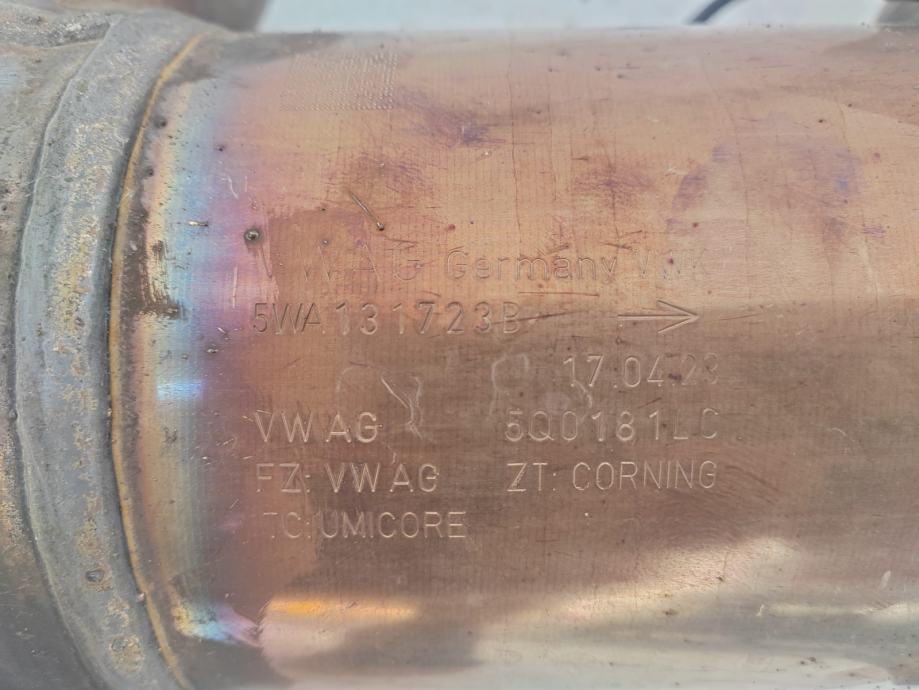 VWAG Germany VWK
5WA131723B →
17.04.23
VWAG 5Q0181LC
FZ: VWAG ZT: CORNING
TC: UMICORE